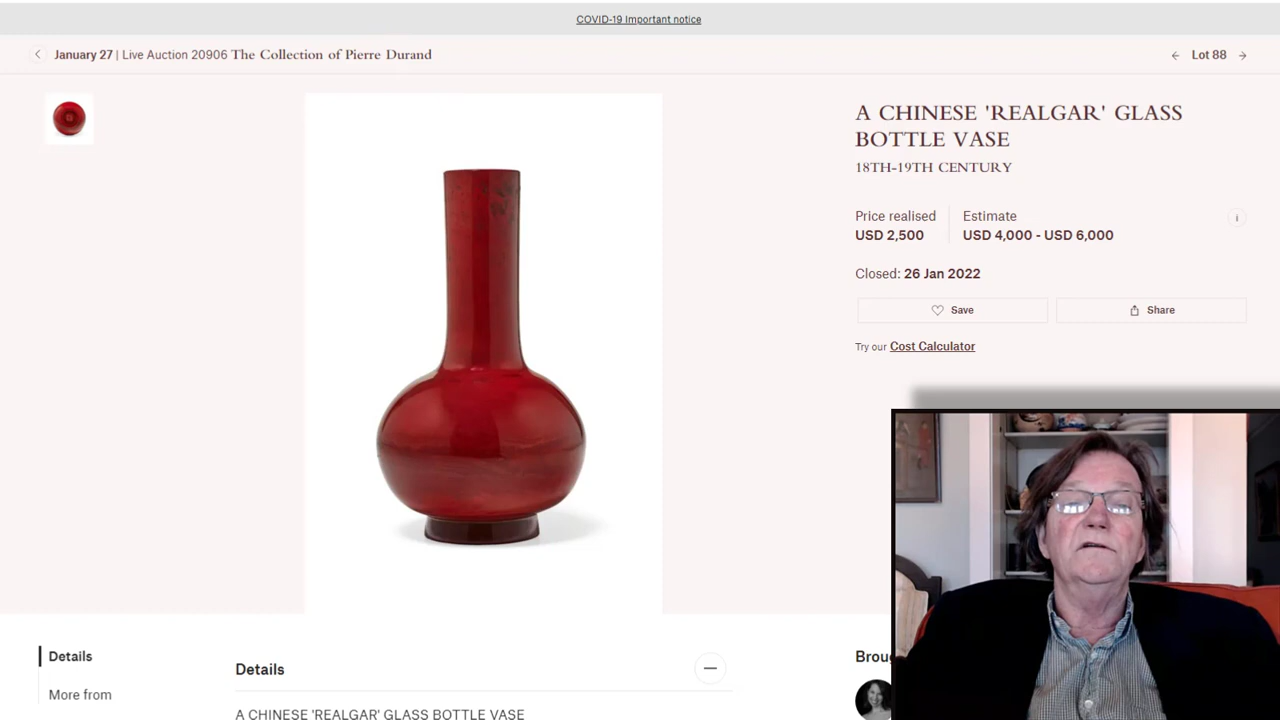 COVID-19 Important notice
January 27 | Live Auction 20906 The Collection of Pierre Durand
Lot 88
A CHINESE 'REALGAR' GLASS
BOTTLE VASE
18TH-19TH CENTURY
Price realised
USD 2,500
Estimate
USD 4,000 - USD 6,000
i
Closed: 26 Jan 2022
Save
Share
Try our Cost Calculator
Details
More from
Details
A CHINESE 'REALGAR' GLASS BOTTLE VASE